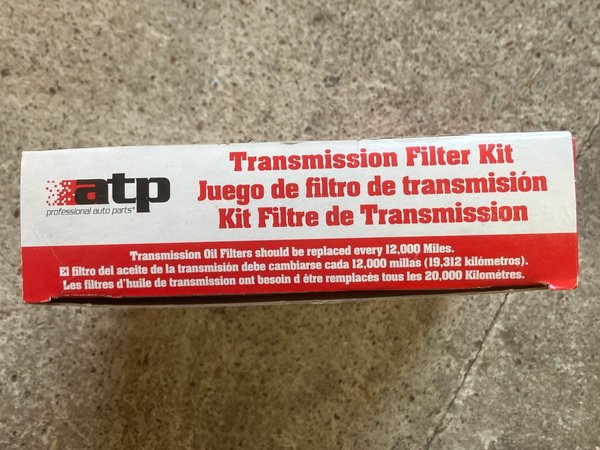 atp
professional auto parts®
Transmission Filter Kit
Juego de filtro de transmisión
Kit Filtre de Transmission
Transmission Oil Filters should be replaced every 12,000 Miles.
El filtro del aceite de la transmisión debe cambiarse cada 12,000 millas (19,312 kilómetros).
Les filtres d'huile de transmission ont besoin d être remplacés tous les 20,000 Kilométres.